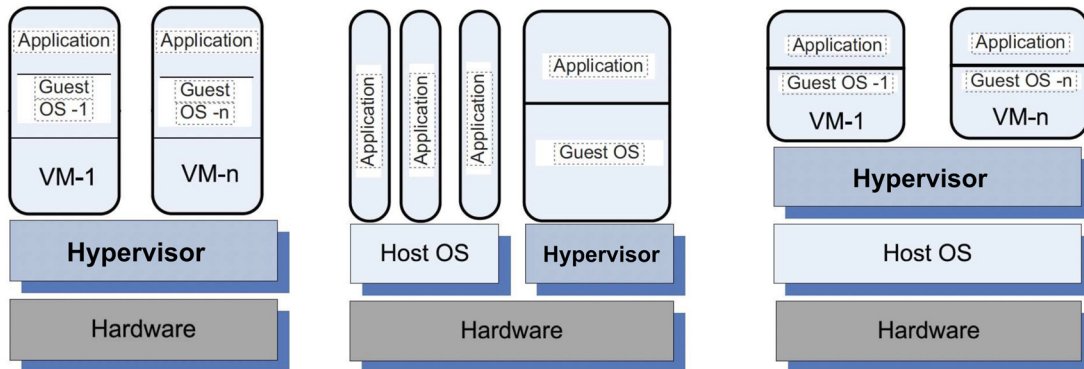 Application
Guest
OS -1
VM-1
Application
Guest
OS -n
VM-n
Hypervisor
Hardware
Application
Application
Application
Application
Guest OS
Host OS
Hypervisor
Hardware
Application
Guest OS -1
VM-1
Application
Guest OS -n
VM-n
Hypervisor
Host OS
Hardware